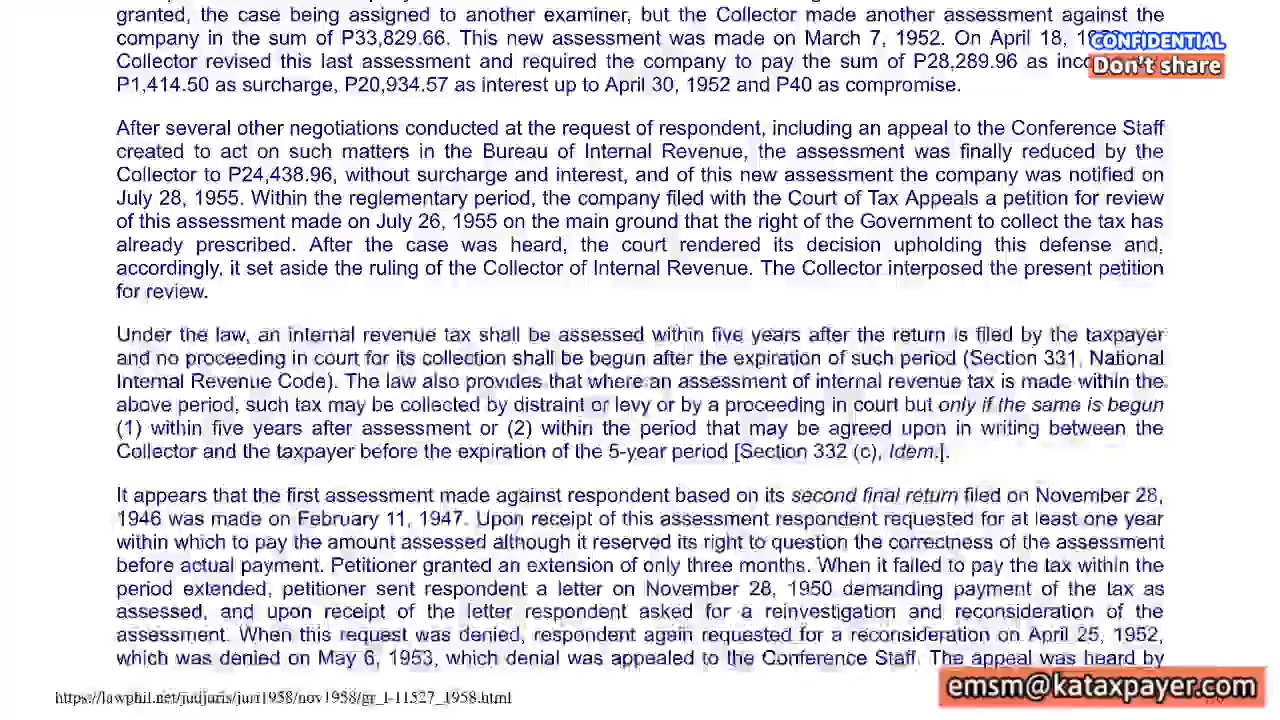 granted, the case being assigned to another examiner, but the Collector made another assessment against the
company in the sum of P33,829.66. This new assessment was made on March 7, 1952. On April 18,
CONFIDENTIAL
Collector revised this last assessment and required the company to pay the sum of P28,289.96 as
Don't share
P1,414.50 as surcharge, P20,934.57 as interest up to April 30, 1952 and P40 as compromise.
After several other negotiations conducted at the request of respondent, including an appeal to the Conference Staff
created to act on such matters in the Bureau of Internal Revenue, the assessment was finally reduced by the
Collector to P24,438.96, without surcharge and interest, and of this new assessment the company was notified on
July 28, 1955. Within the reglementary period, the company filed with the Court of Tax Appeals a petition for review
of this assessment made on July 26, 1955 on the main ground that the right of the Government to collect the tax has
already prescribed. After the case was heard, the court rendered its decision upholding this defense and,
accordingly, it set aside the ruling of the Collector of Internal Revenue. The Collector interposed the present petition
for review.
Under the law, an internal revenue tax shall be assessed within five years after the return is filed by the taxpayer
and no proceeding in court for its collection shall be begun after the expiration of such period (Section 331, National
Internal Revenue Code). The law also provides that where an assessment of internal revenue tax is made within the
above period, such tax may be collected by distraint or levy or by a proceeding in court but only if the same is begun
(1) within five years after assessment or (2) within the period that may be agreed upon in writing between the
Collector and the taxpayer before the expiration of the 5-year period [Section 332 (c), Idem.].
It appears that the first assessment made against respondent based on its second final return filed on November 28,
1946 was made on February 11, 1947. Upon receipt of this assessment respondent requested for at least one year
within which to pay the amount assessed although it reserved its right to question the correctness of the assessment
before actual payment. Petitioner granted an extension of only three months. When it failed to pay the tax within the
period extended, petitioner sent respondent a letter on November 28, 1950 demanding payment of the tax as
assessed, and upon receipt of the letter respondent asked for a reinvestigation and reconsideration of the
assessment. When this request was denied, respondent again requested for a reconsideration on April 25, 1952,
which was denied on May 6, 1953, which denial was appealed to the Conference Staff. The appeal was heard by
emsm@kataxpayer.com
https://lawphil.net/judjuris/juri1958/nov1958/gr_l-11527_1958.html